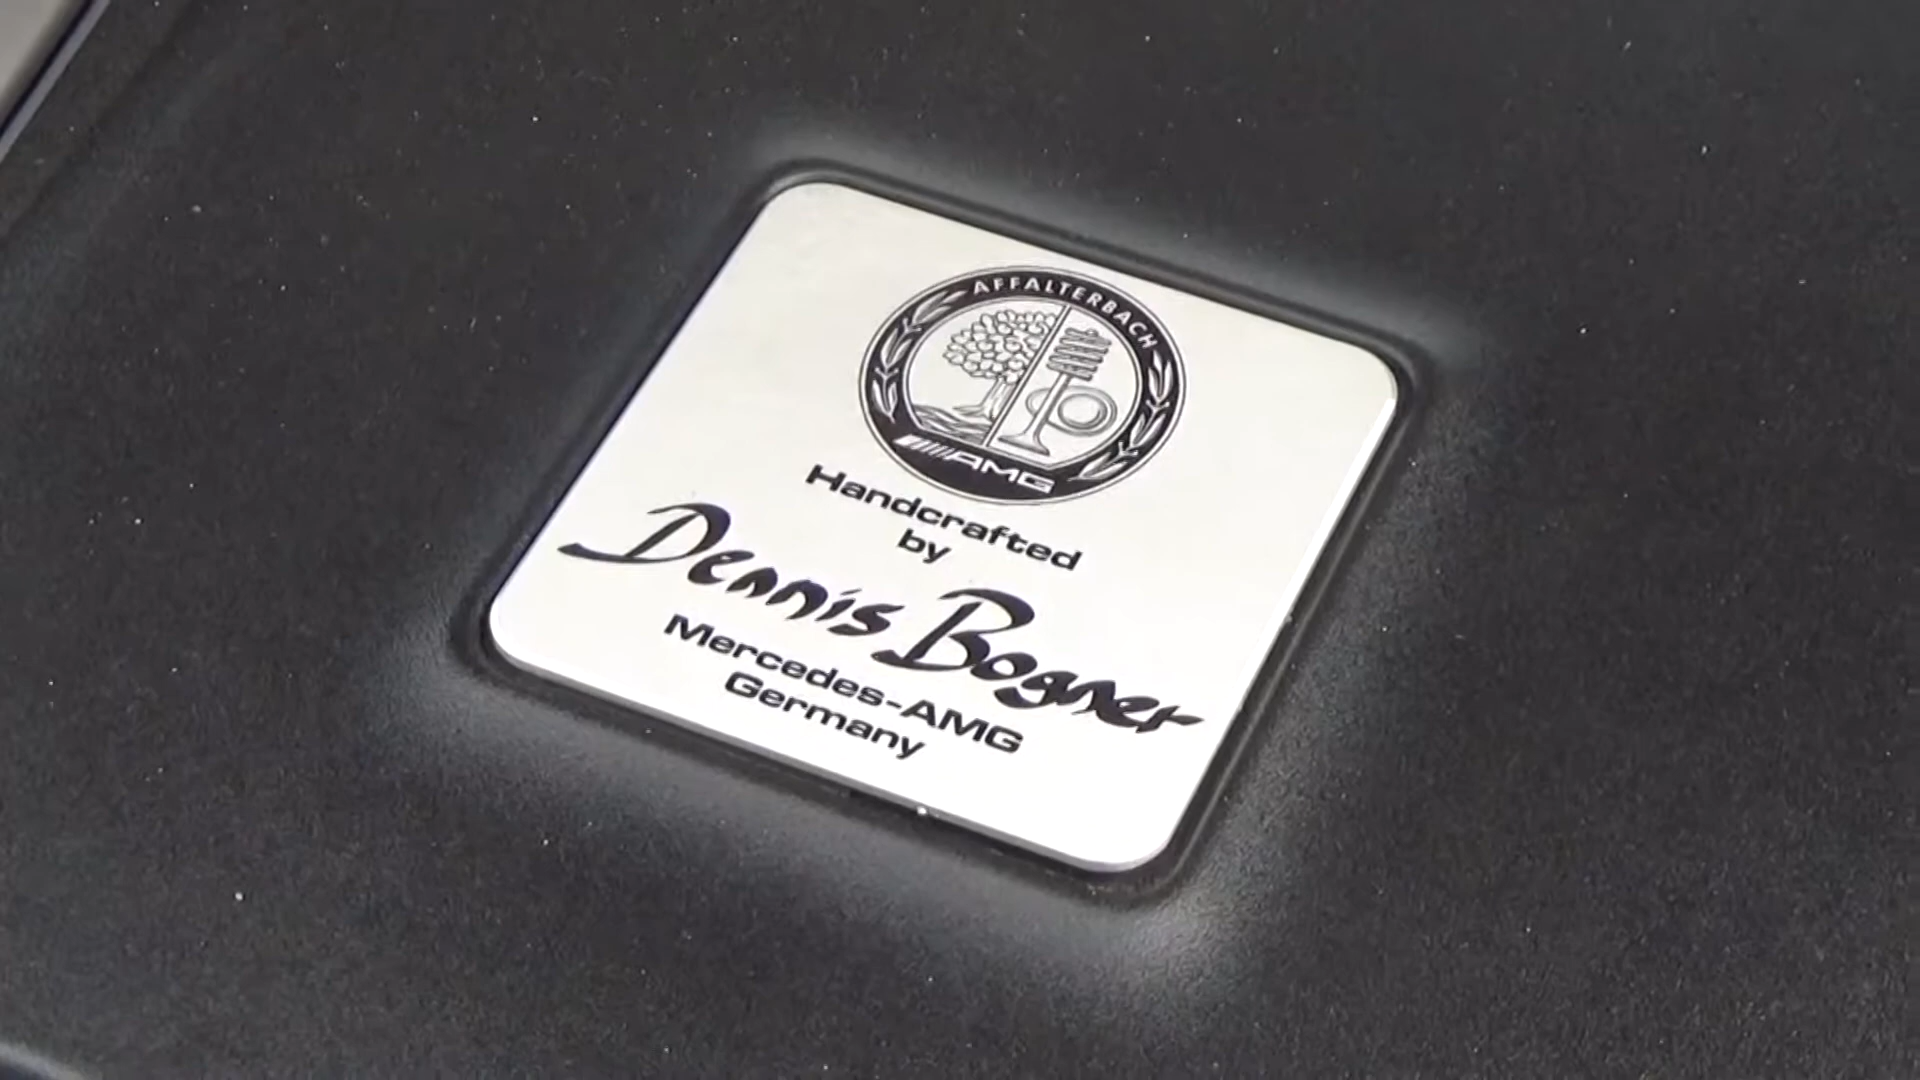 AFFALTERBACH
AMG
Handcrafted
by
Dennis Bogner
Mercedes-AMG
Germany